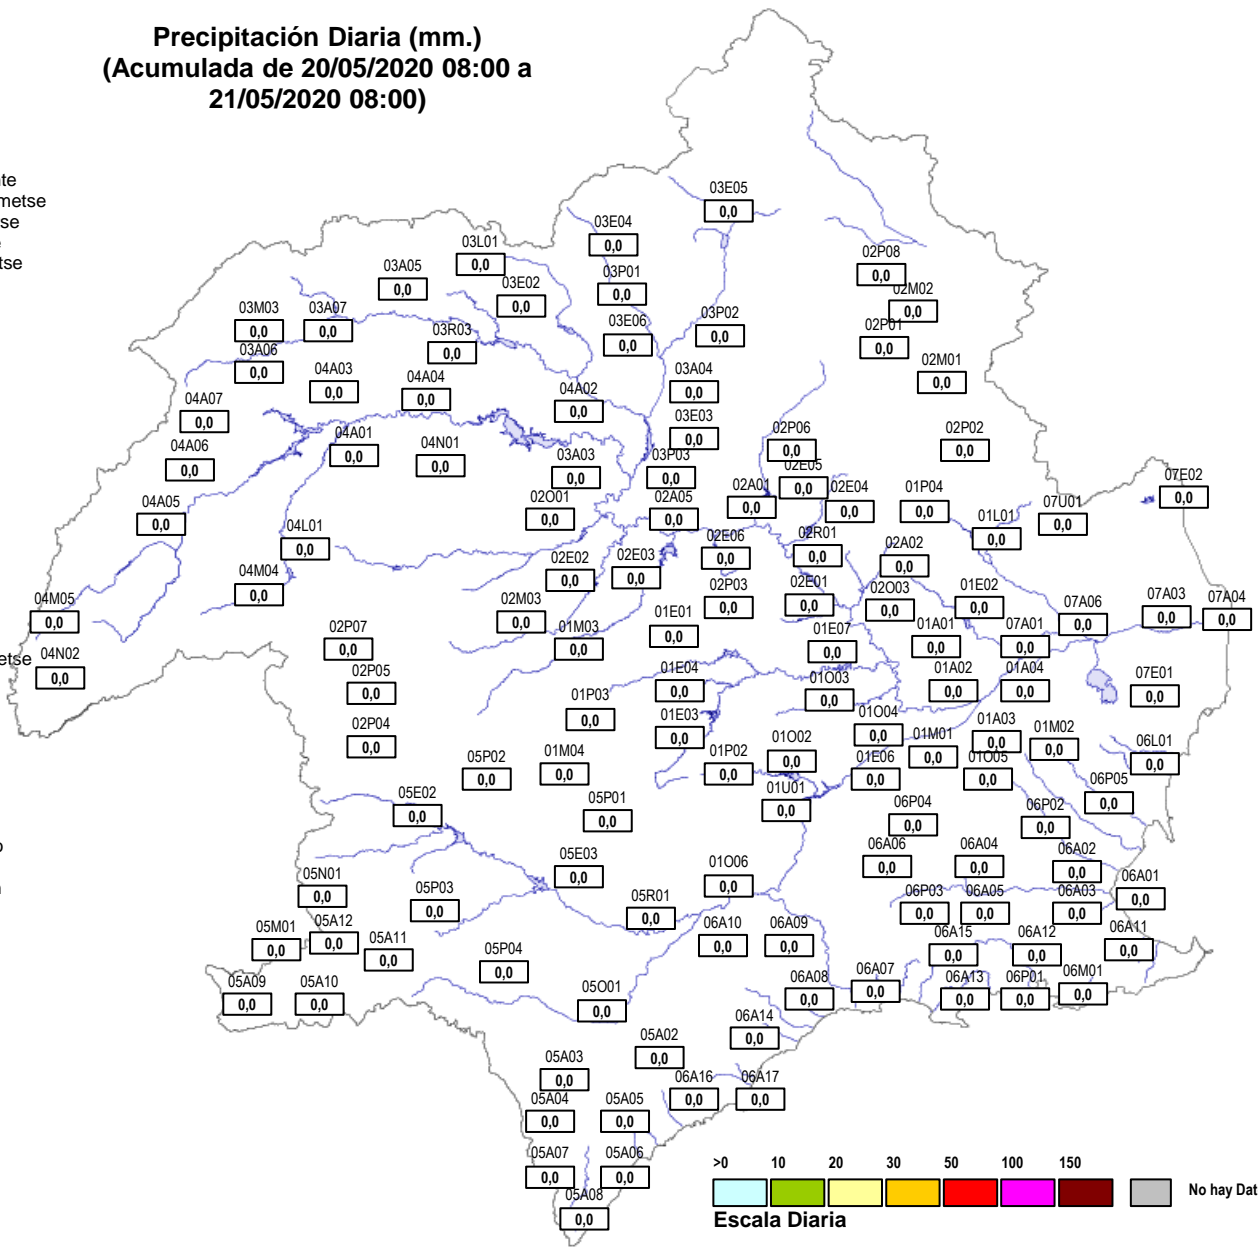 Precipitación Diaria (mm.)
(Acumulada de 20/05/2020 08:00 a
21/05/2020 08:00)
te
metse
se
tse
etse
03E05
0,0
03E04
0,0
03L01
0,0
02P08
0,0
03A05
0,0
03P01
0,0
03E02
0,0
02M02
0,0
03M03
0,0
03A07
0,0
03P02
0,0
03E06
0,0
02P01
0,0
03R03
0,0
03A06
0,0
02M01
0,0
04A03
0,0
03A04
0,0
04A04
0,0
04A02
0,0
04A07
0,0
03E03
0,0
02P06
0,0
02P02
0,0
04A01
0,0
04A06
0,0
04N01
0,0
03A03
0,0
03P03
0,0
02E05
0,0
07E02
0,0
02A01
0,0
02E04
0,0
01P04
0,0
02O01
0,0
02A05
0,0
04A05
0,0
07U01
0,0
01L01
0,0
04L01
0,0
02R01
0,0
02E06
0,0
02A02
0,0
02E02
0,0
02E03
0,0
04M04
0,0
02P03
0,0
02E01
0,0
02O03
0,0
01E02
0,0
04M05
0,0
02M03
0,0
07A06
0,0
07A03
0,0
07A04
0,0
01E01
0,0
01M03
0,0
02P07
0,0
01E07
0,0
01A01
0,0
07A01
0,0
04N02
0,0
02P05
0,0
01E04
0,0
01O03
0,0
01A02
0,0
01A04
0,0
07E01
0,0
01P03
0,0
01E03
0,0
02P04
0,0
01O04
0,0
01A03
0,0
01M02
0,0
01M01
0,0
01O02
0,0
06L01
0,0
05P02
0,0
01M04
0,0
01P02
0,0
01E06
0,0
01O05
0,0
01U01
0,0
06P05
0,0
05E02
0,0
05P01
0,0
06P04
0,0
06P02
0,0
06A06
0,0
06A04
0,0
06A02
0,0
05E03
0,0
01O06
0,0
05N01
0,0
06A01
0,0
05P03
0,0
05R01
0,0
06P03
0,0
06A05
0,0
06A03
0,0
05M01
0,0
05A12
0,0
05A11
0,0
06A10
0,0
06A09
0,0
06A15
0,0
06A12
0,0
06A11
0,0
05P04
0,0
05A09
0,0
05A10
0,0
05O01
0,0
06A08
0,0
06A07
0,0
06A13
0,0
06P01
0,0
06M01
0,0
06A14
0,0
05A02
0,0
05A03
0,0
06A16
0,0
06A17
0,0
05A04
0,0
05A05
0,0
05A07
0,0
05A06
0,0
05A08
0,0
>0 10 20 30 50 100 150
No hay Dat
Escala Diaria